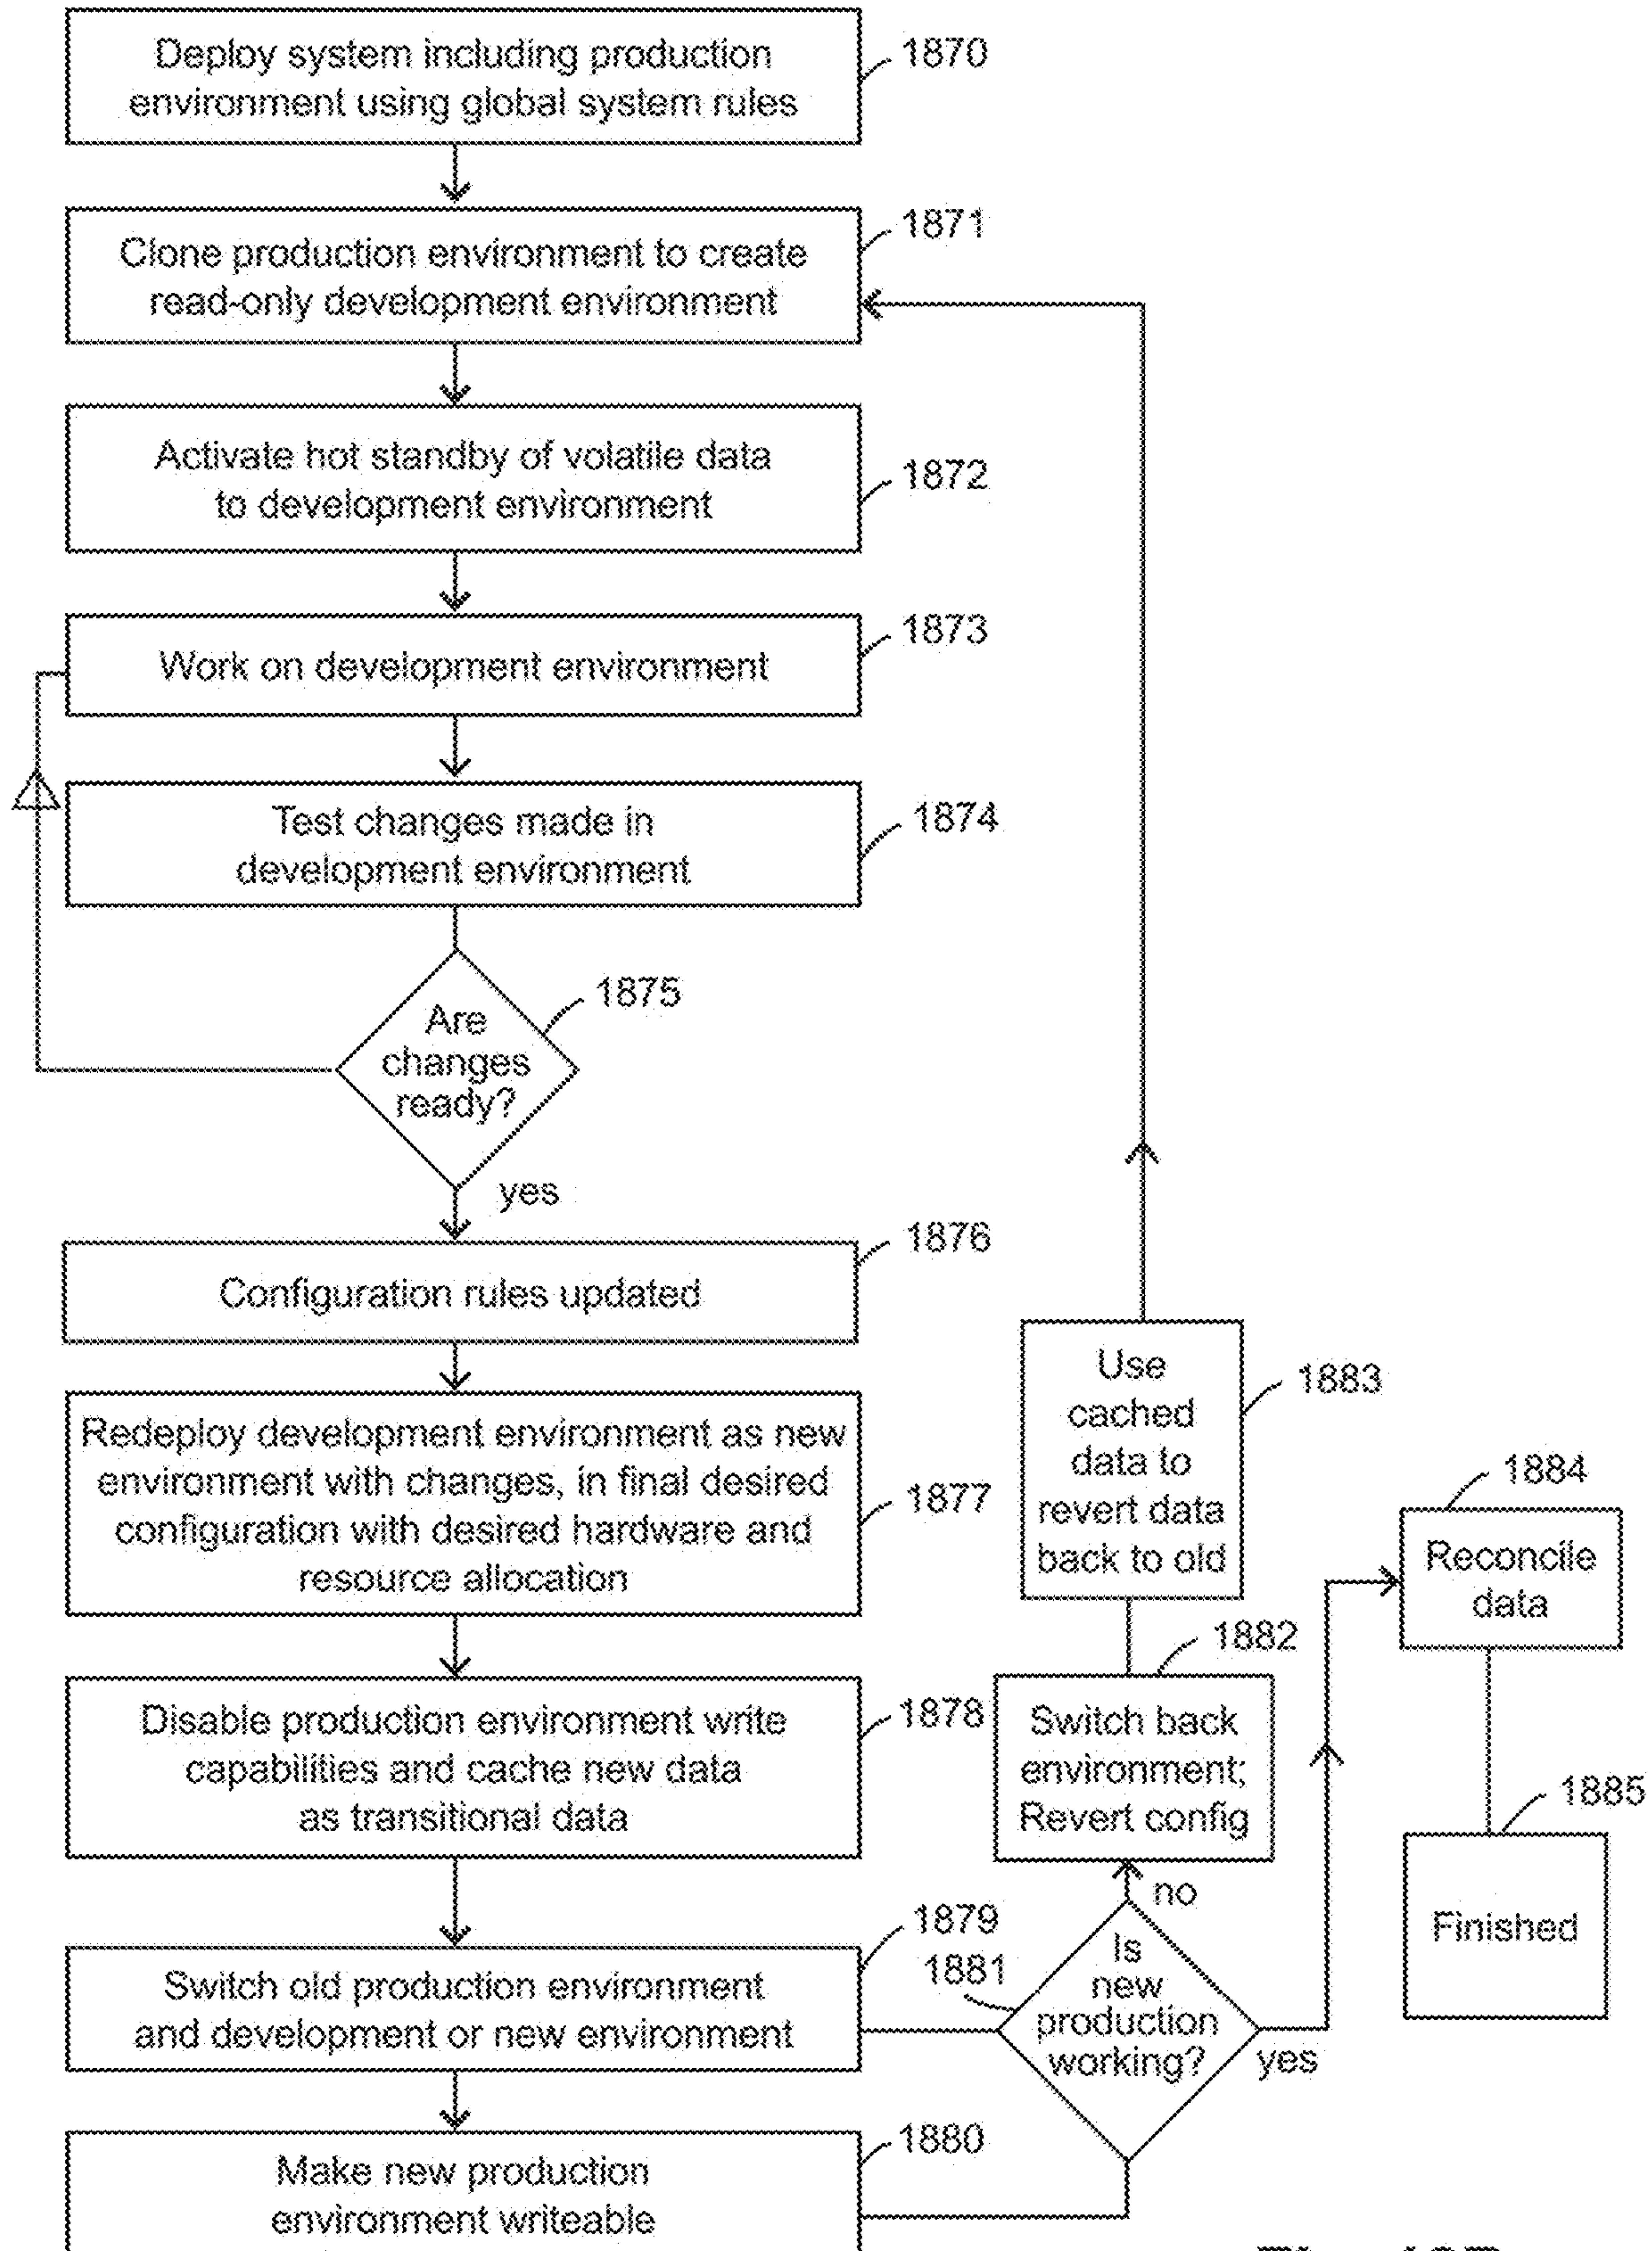 Deploy system including production
environment using global system rules
1870
Clone production environment to create
read-only development environment
1871
Activate hot standby of volatile data
to development environment
1872
Work on development environment
1873
Test changes made in
development environment
1874
Are
changes
ready?
1875
yes
Configuration rules updated
1876
Redeploy development environment as new
environment with changes, in final desired
configuration with desired hardware and
resource allocation
1877
Disable production environment write
capabilities and cache new data
as transitional data
1878
Switch old production environment
and development or new environment
1879
Make new production
environment writeable
1880
Is
new
production
working?
1881
no
yes
Switch back
environment;
Revert config
1882
Use
cached
data to
revert data
back to old
1883
Reconcile
data
1884
Finished
1885